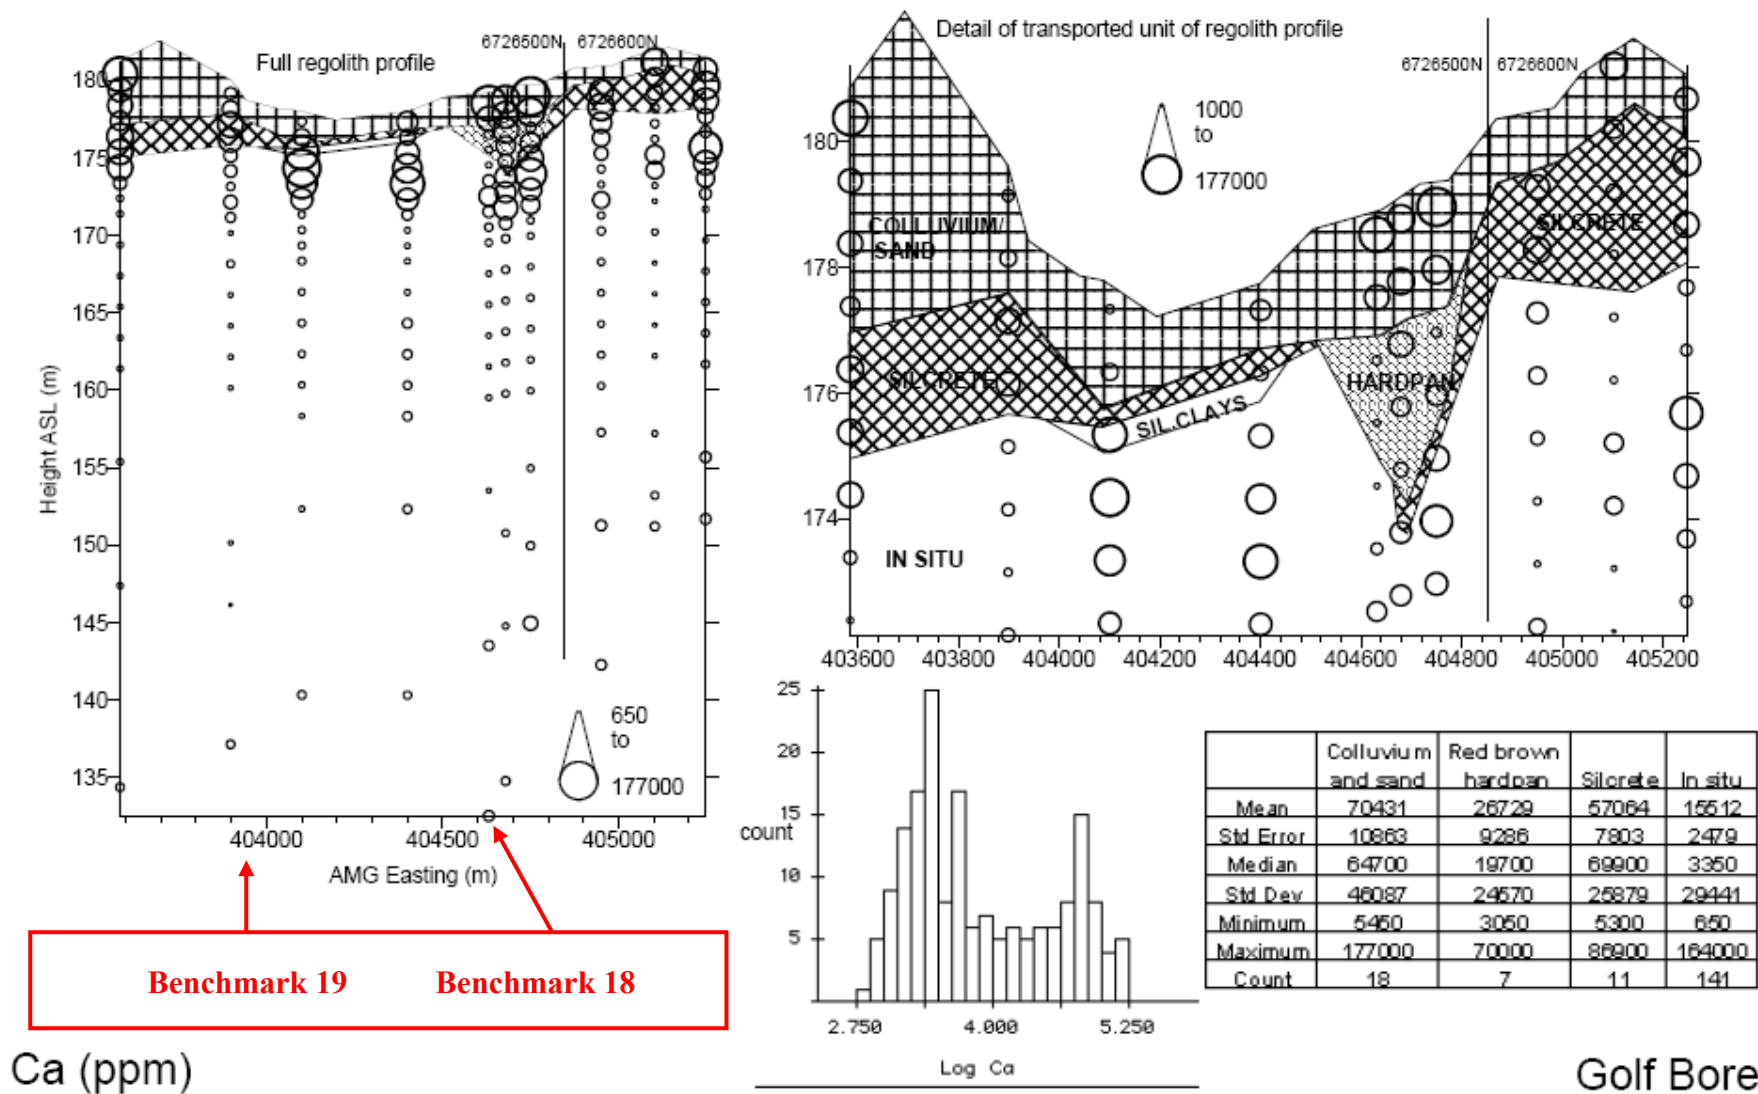 Full regolith profile
6726500N 6726600N
180
175
170
165
160
155
150
145
140
135
Height ASL (m)
650
to
177000
404000 404500 405000
AMG Easting (m)
Benchmark 19 Benchmark 18
Ca (ppm)
Detail of transported unit of regolith profile
6726500N 6726600N
1000
to
177000
180
178
176
174
COLLUVIUM/
SAND
SILCRETE
SILCRETE
HARDPAN
SIL.CLAYS
IN SITU
403600 403800 404000 404200 404400 404600 404800 405000 405200
25
20
15
10
5
count
2.750 4.000 5.250
Log Ca
Colluvium and sand Red brown hardpan Silcrete In situ
Mean 70431 26729 57064 15512
Std Error 10863 9286 7803 2479
Median 64700 19700 69900 3350
Std Dev 46087 24570 25879 29441
Minimum 5450 3050 5300 650
Maximum 177000 70000 86900 164000
Count 18 7 11 141
Golf Bore